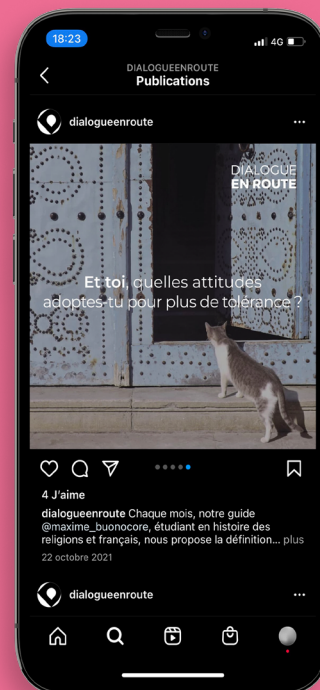 18:23
4G
DIALOGUEENROUTE
Publications
dialogueenroute
DIALOGUE
EN ROUTE
Et toi, quelles attitudes
adoptes-tu pour plus de tolérance ?
4 J'aime
dialogueenroute Chaque mois, notre guide
@maxime_buonocore, étudiant en histoire des
religions et français, nous propose la définition... plus
22 octobre 2021
dialogueenroute